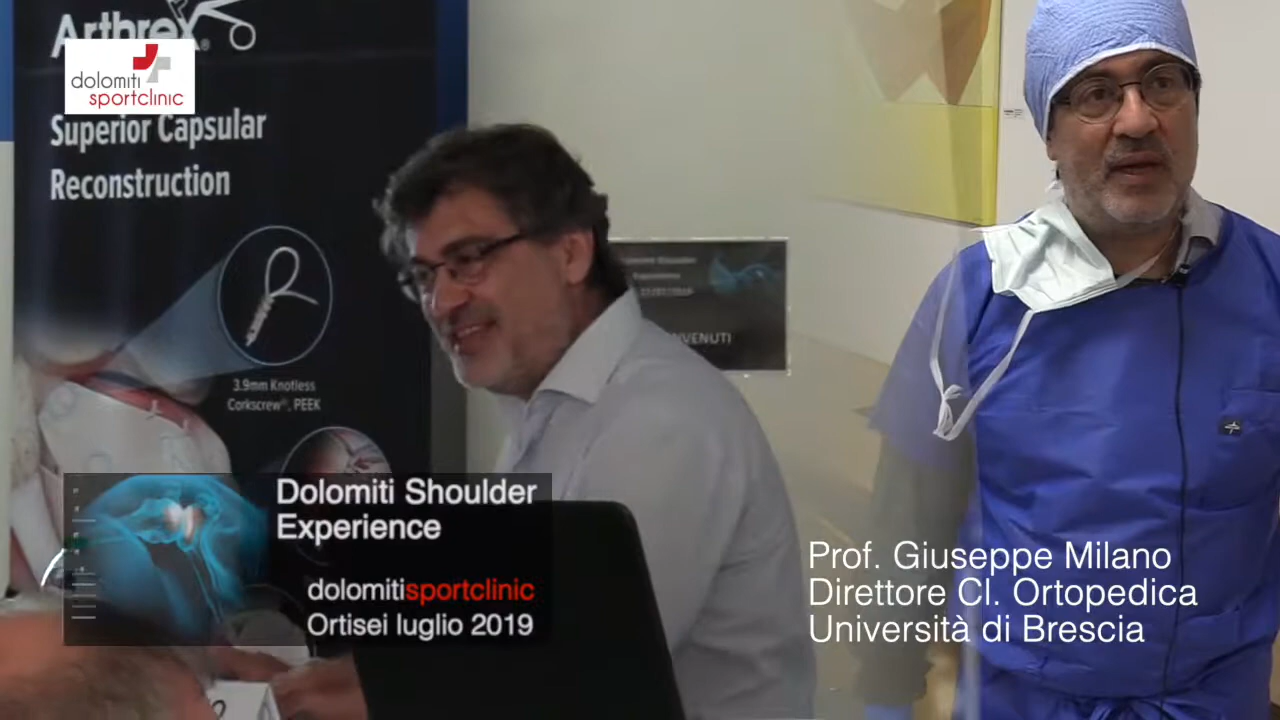 Arthrex®
dolomiti
sportclinic
Superior Capsular
Reconstruction
3.9mm Knotless
Corkscrew®, PEEK
Dolomiti Shoulder
Experience
dolomitisportclinic
Ortisei luglio 2019
Prof. Giuseppe Milano
Direttore Cl. Ortopedica
Università di Brescia